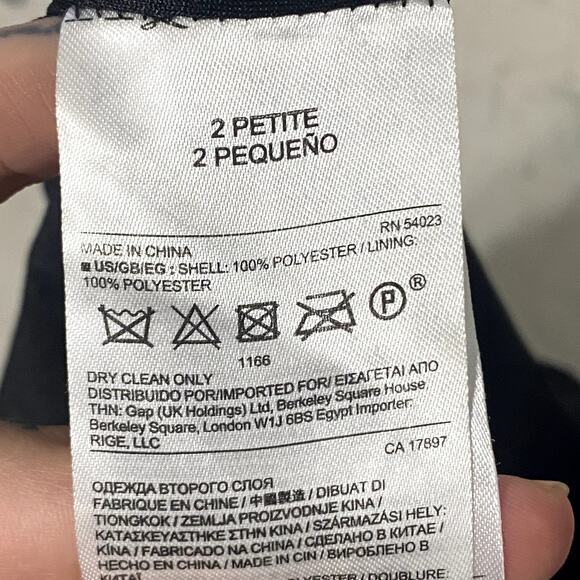 2 PETITE
2 PEQUEÑO
RN 54023
MADE IN CHINA
US/GB/EG : SHELL: 100% POLYESTER / LINING:
100% POLYESTER
P ®
1166
DRY CLEAN ONLY
DISTRIBUIDO POR/IMPORTED FOR/ ΕΙΣΑΓΕΤΑΙ ΑΠΟ
ΤΗΝ: Gap (UK Holdings) Ltd, Berkeley Square House,
Berkeley Square, London W1J 6BS Egypt Importer:
RIGE, LLC
CA 17897
ОДЕЖДА ВТОРОГО СЛОЯ
FABRIQUÉ EN CHINE / 中國製造 / DIBUAT DI
TIONGKOK / ZEMLJA PROIZVODNJE KINA /
ΚΑΤΑΣΚΕΥΑΣΤΗΚΕ ΣΤΗΝ ΚΙΝΑ / SZÁRMAZÁSI HELY:
KÍNA / FABRICADO NA CHINA / СДЕЛАНО В КИТАЕ /
HECHO EN CHINA / MADE IN CIN / ВИРОБЛЕНО В
КИТАЇ
DOUBLURE: